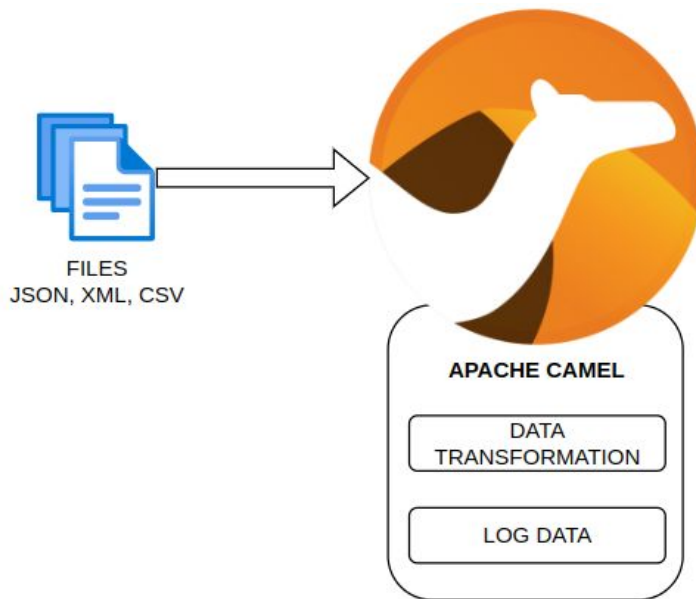 FILES
JSON, XML, CSV
APACHE CAMEL
DATA
TRANSFORMATION
LOG DATA